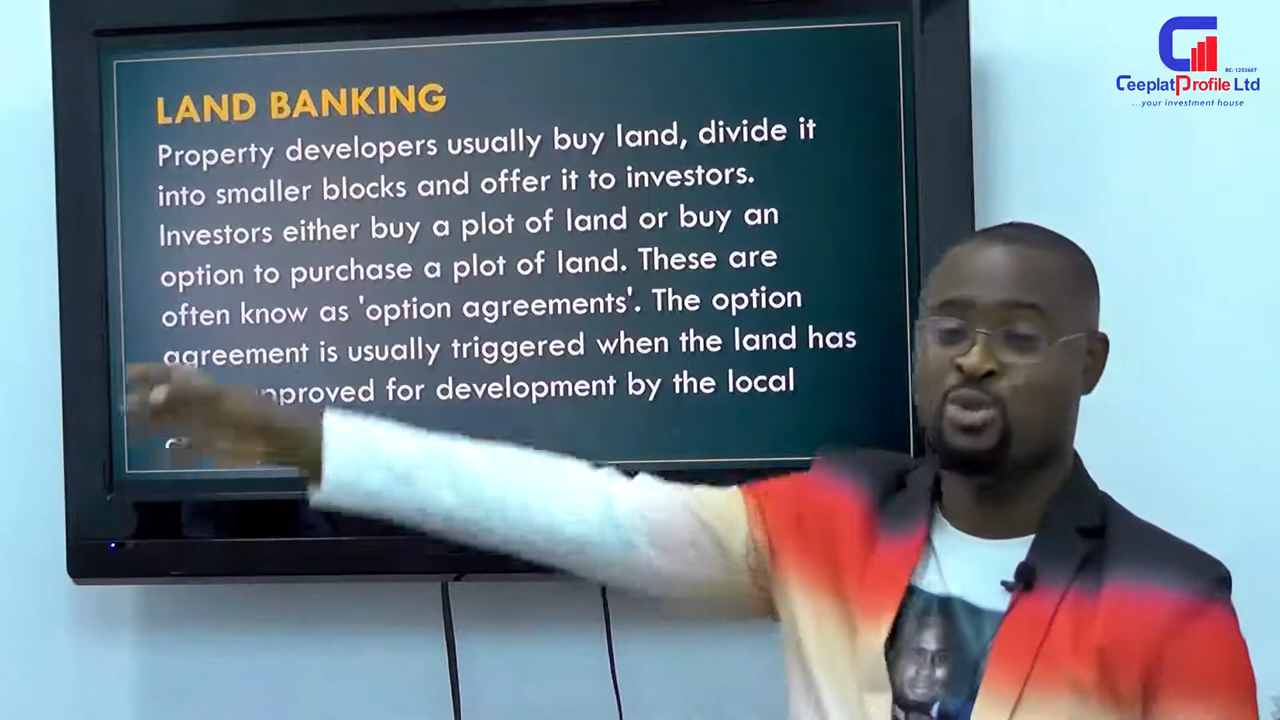 LAND BANKING
Property developers usually buy land, divide it
into smaller blocks and offer it to investors.
Investors either buy a plot of land or buy an
option to purchase a plot of land. These are
often know as 'option agreements'. The option
agreement is usually triggered when the land has
for development by the local
RC: 1252607
CeeplatProfile Ltd
...your investment house